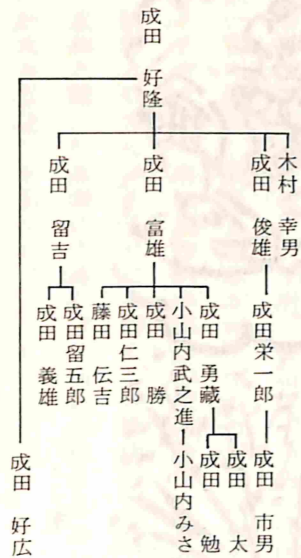 成田 好隆
木村 幸男
成田 俊雄
成田栄一郎
成田 市男
成田 富雄
成田 勇藏
成田 太
成田 勉
小山内武之進
小山内みさ
成田 勝
成田仁三郎
藤田 伝吉
成田 留吉
成田留五郎
成田 義雄
成田 好広